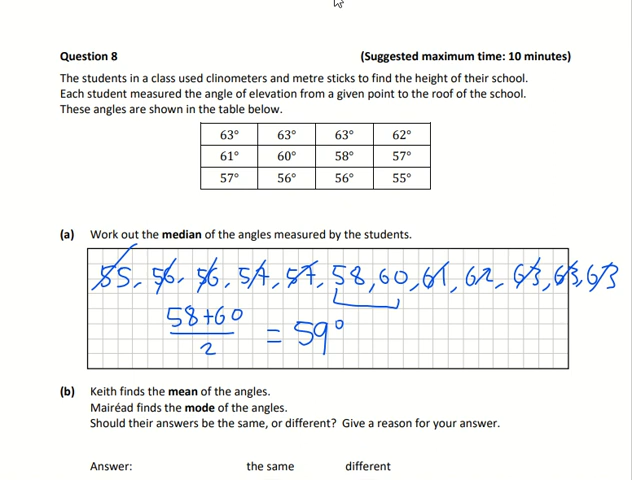 Question 8 (Suggested maximum time: 10 minutes)
The students in a class used clinometers and metre sticks to find the height of their school.
Each student measured the angle of elevation from a given point to the roof of the school.
These angles are shown in the table below.
63° 63° 63° 62°
61° 60° 58° 57°
57° 56° 56° 55°
(a) Work out the median of the angles measured by the students.
55, 56, 56, 57, 57, 58, 60, 61, 62, 63, 63, 63
58+60
2
= 59°
(b) Keith finds the mean of the angles.
Mairéad finds the mode of the angles.
Should their answers be the same, or different? Give a reason for your answer.
Answer: the same different